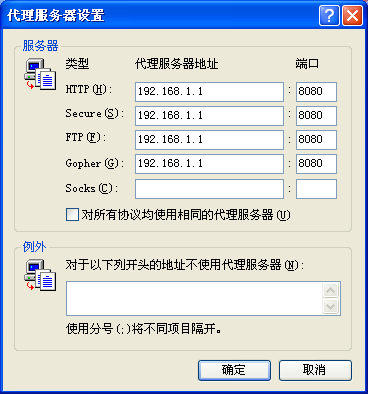 代理服务器设置
服务器
类型 代理服务器地址 端口
HTTP(H): 192.168.1.1 : 8080
Secure(S): 192.168.1.1 : 8080
FTP(F): 192.168.1.1 : 8080
Gopher(G): 192.168.1.1 : 8080
Socks(C): :
对所有协议均使用相同的代理服务器(U)
例外
对于以下列开头的地址不使用代理服务器(N):
使用分号(;)将不同项目隔开。
确定 取消